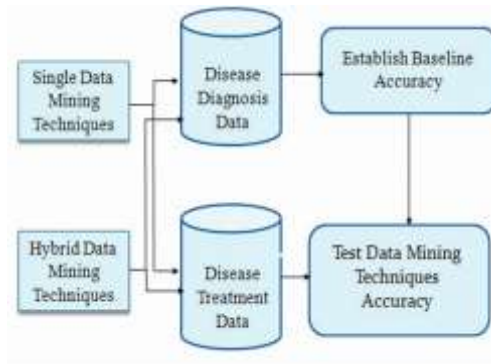 Single Data
Mining
Techniques
Disease
Diagnosis
Data
Establish Baseline
Accuracy
Hybrid Data
Mining
Techniques
Disease
Treatment
Data
Test Data Mining
Techniques
Accuracy